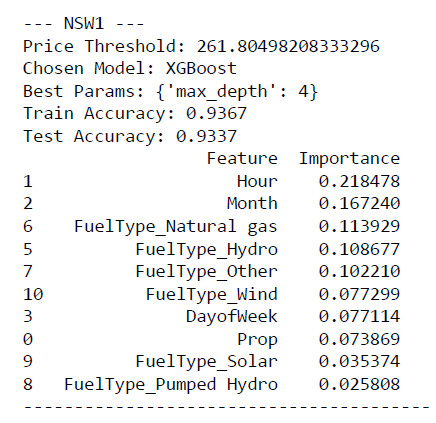 --- NSW1 ---
Price Threshold: 261.80498208333296
Chosen Model: XGBoost
Best Params: {'max_depth': 4}
Train Accuracy: 0.9367
Test Accuracy: 0.9337
Feature Importance
1 Hour 0.218478
2 Month 0.167240
6 FuelType_Natural gas 0.113929
5 FuelType_Hydro 0.108677
7 FuelType_Other 0.102210
10 FuelType_Wind 0.077299
3 DayofWeek 0.077114
0 Prop 0.073869
9 FuelType_Solar 0.035374
8 FuelType_Pumped Hydro 0.025808
----------------------------------------